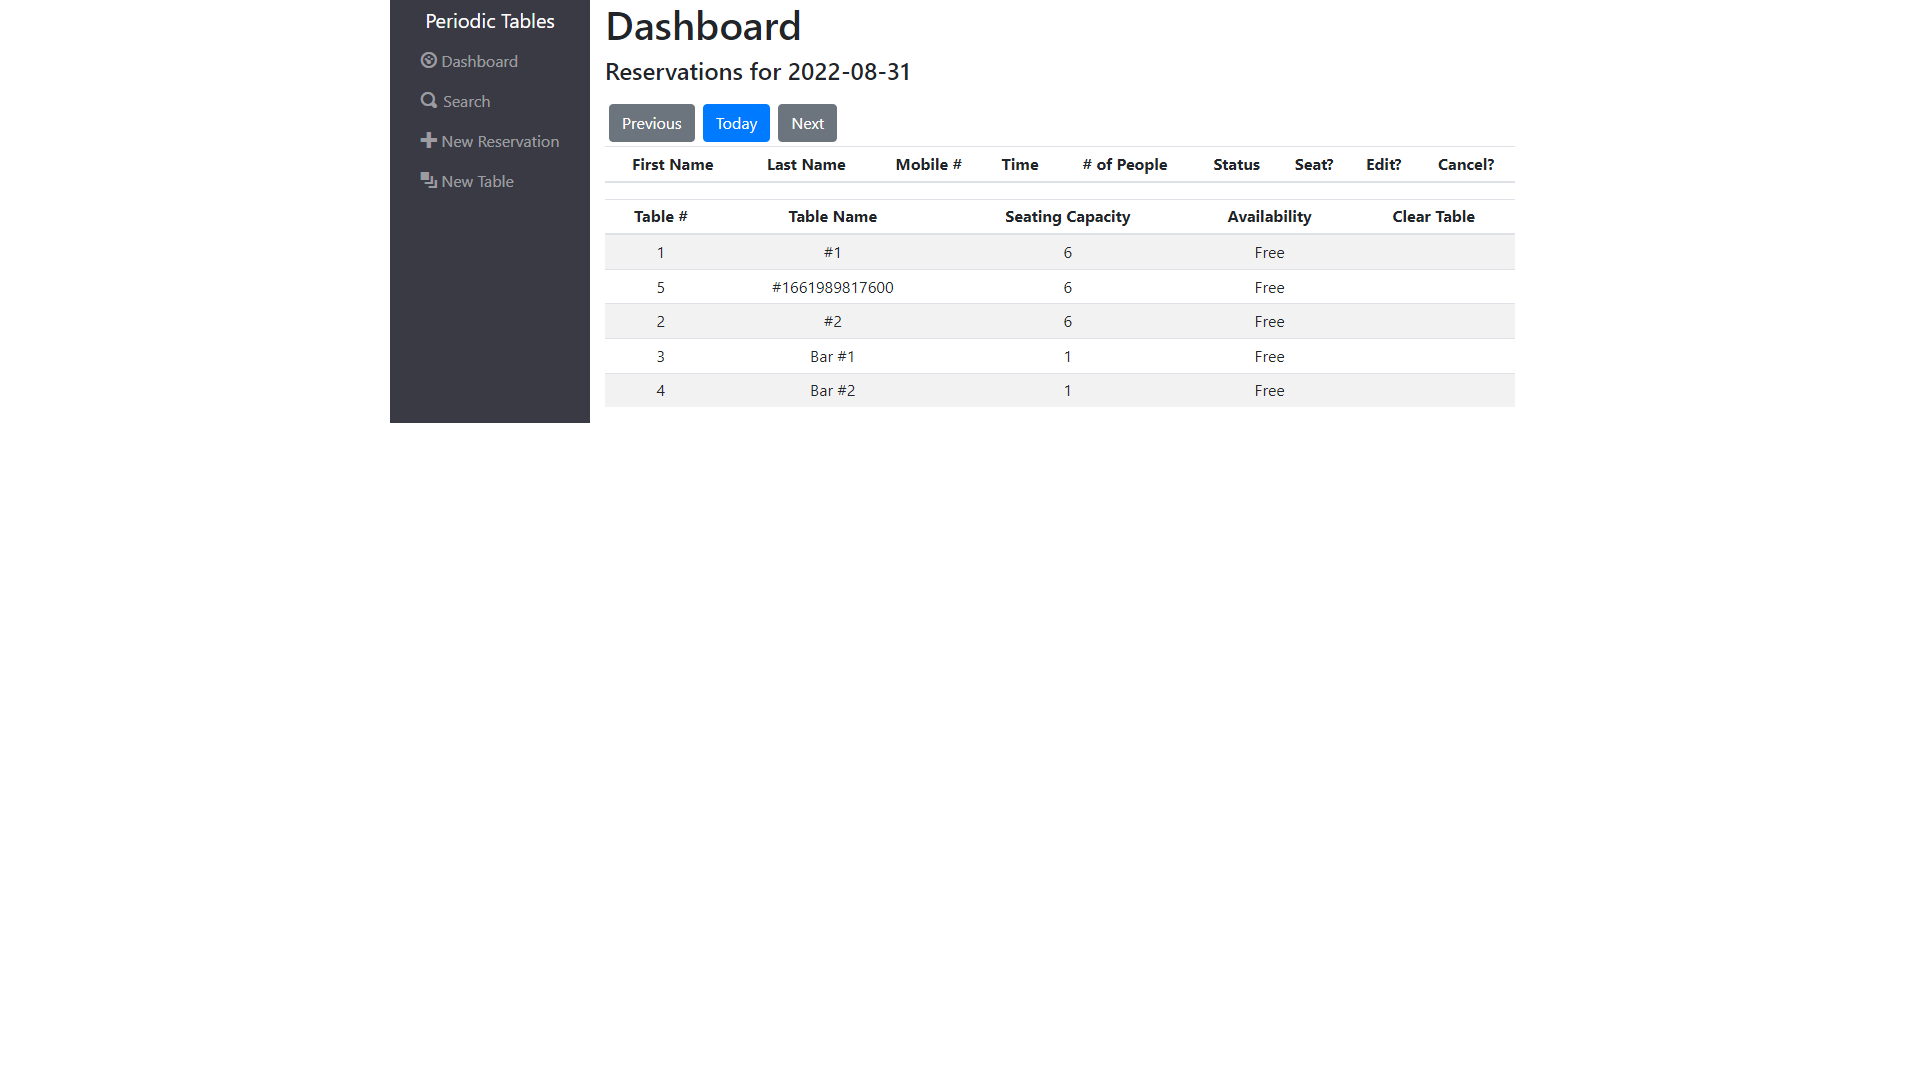 Periodic Tables
Dashboard
Search
New Reservation
New Table
Dashboard
Reservations for 2022-08-31
Previous Today Next
First Name Last Name Mobile # Time # of People Status Seat? Edit? Cancel?
Table # Table Name Seating Capacity Availability Clear Table
1 #1 6 Free
5 #1661989817600 6 Free
2 #2 6 Free
3 Bar #1 1 Free
4 Bar #2 1 Free